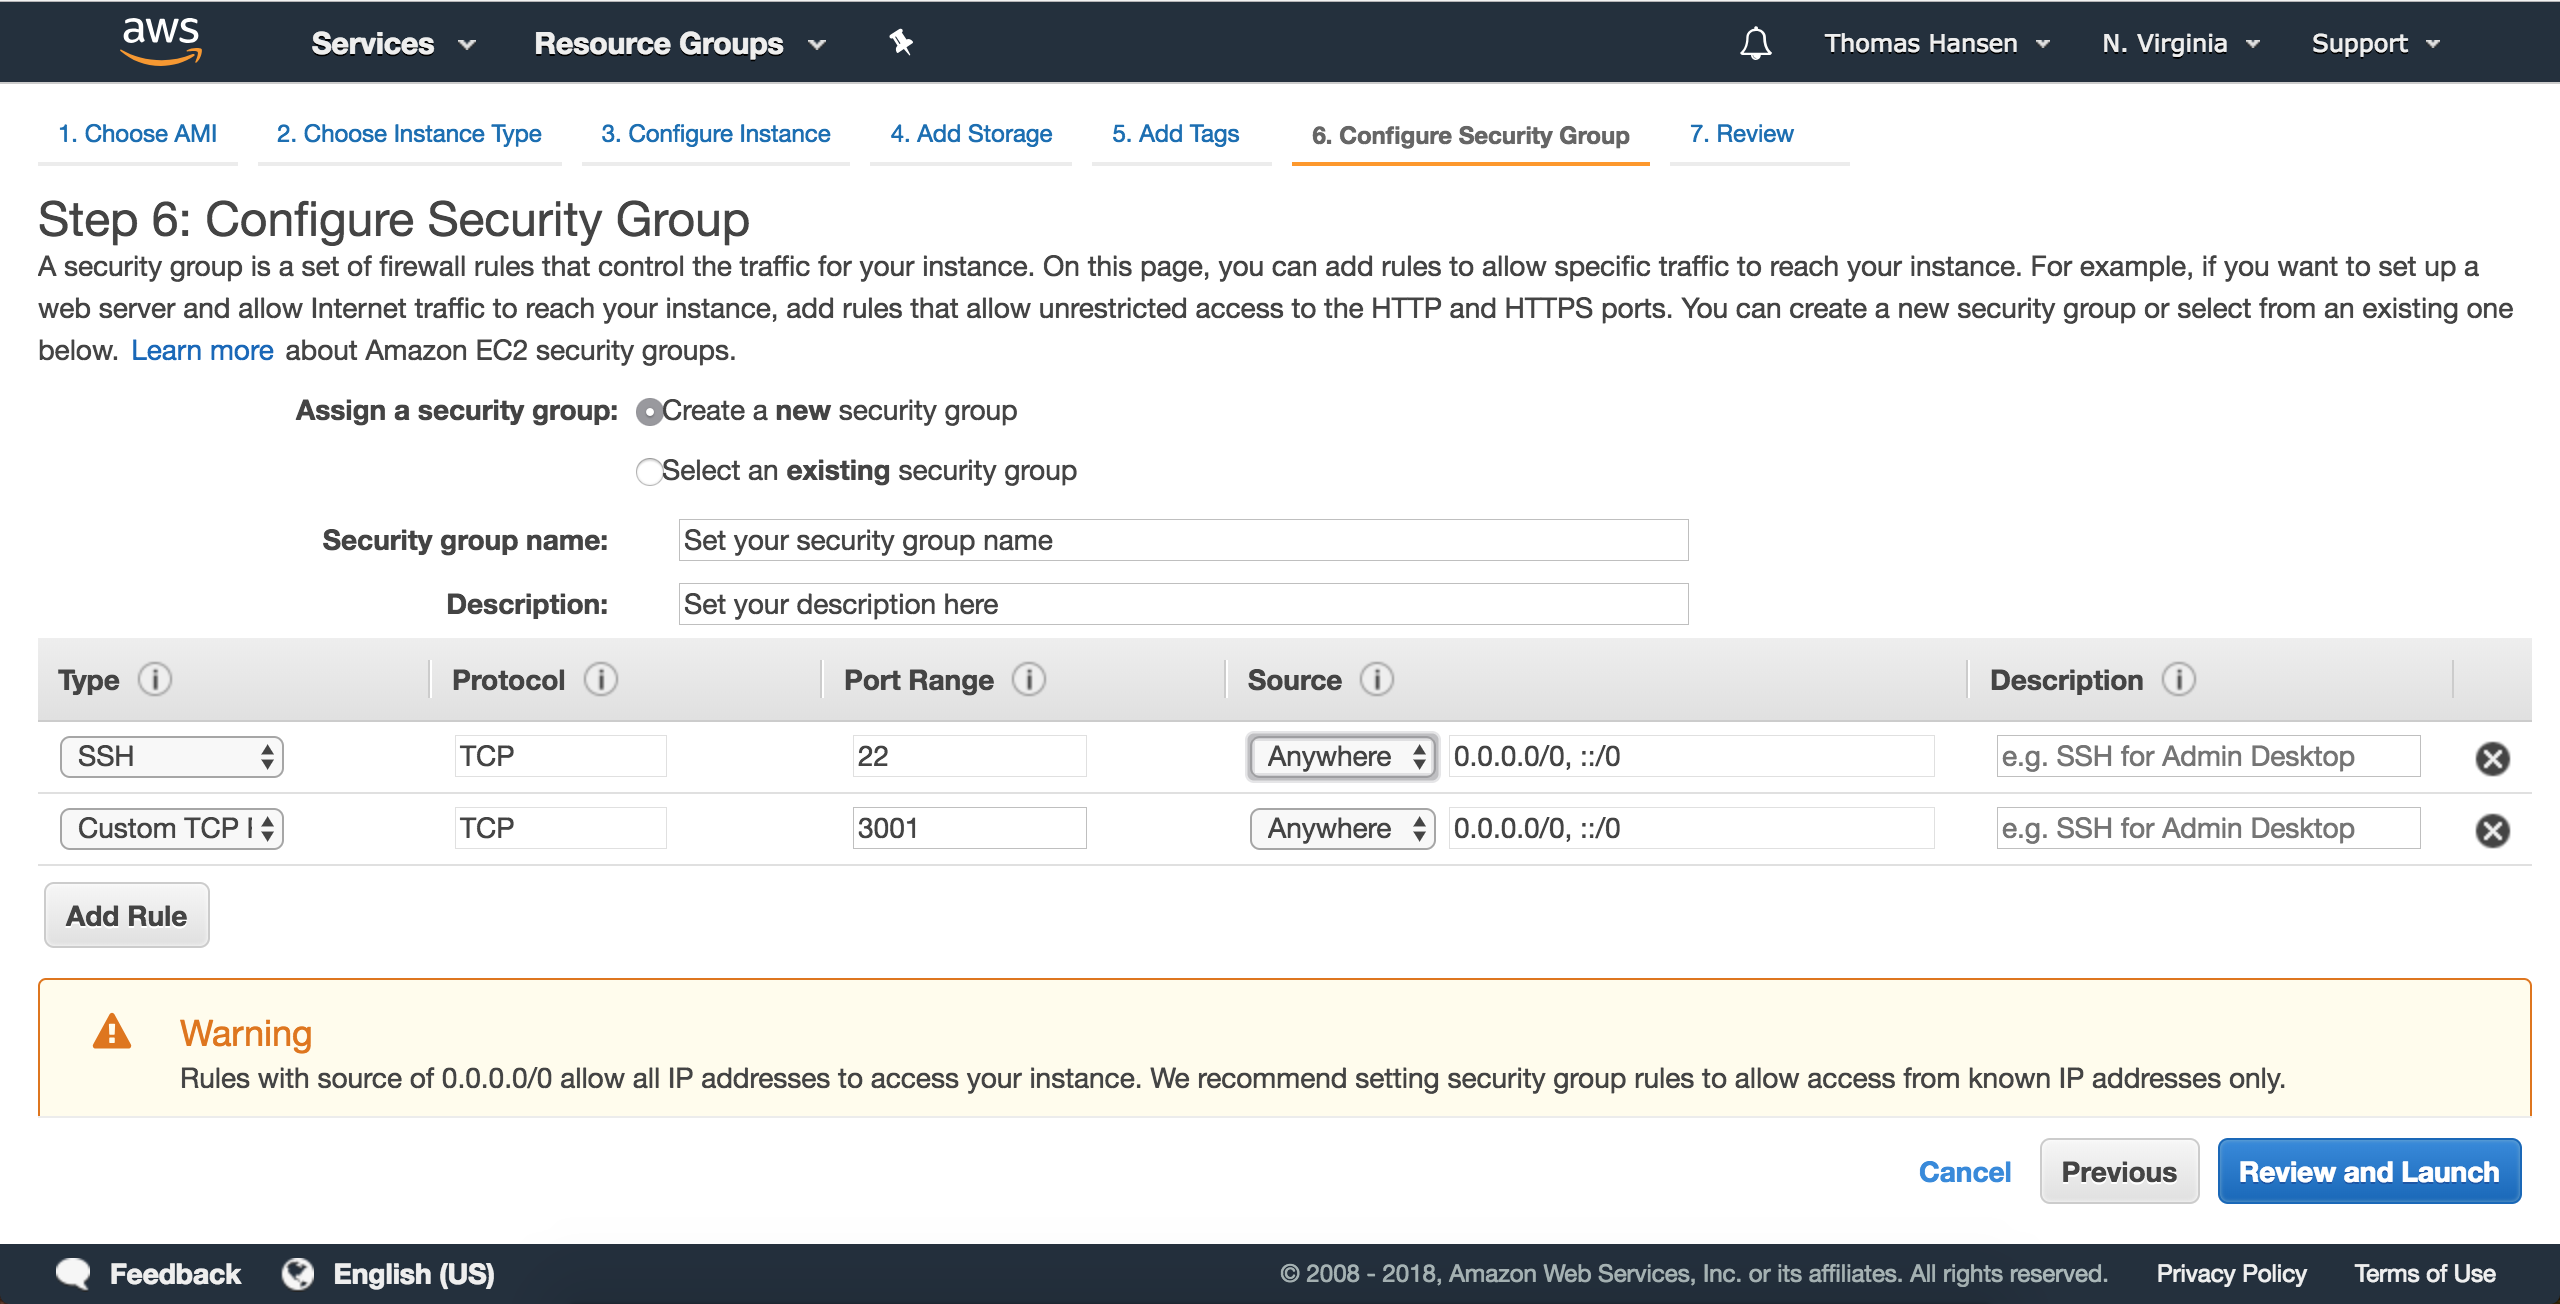 aws Services Resource Groups Thomas Hansen N. Virginia Support
1. Choose AMI 2. Choose Instance Type 3. Configure Instance 4. Add Storage 5. Add Tags 6. Configure Security Group 7. Review
Step 6: Configure Security Group
A security group is a set of firewall rules that control the traffic for your instance. On this page, you can add rules to allow specific traffic to reach your instance. For example, if you want to set up a
web server and allow Internet traffic to reach your instance, add rules that allow unrestricted access to the HTTP and HTTPS ports. You can create a new security group or select from an existing one
below. Learn more about Amazon EC2 security groups.
Assign a security group: Create a new security group
Select an existing security group
Security group name: Set your security group name
Description: Set your description here
Type i Protocol i Port Range i Source i Description i
SSH TCP 22 Anywhere 0.0.0.0/0, ::/0 e.g. SSH for Admin Desktop
Custom TCP TCP 3001 Anywhere 0.0.0.0/0, ::/0 e.g. SSH for Admin Desktop
Add Rule
Warning
Rules with source of 0.0.0.0/0 allow all IP addresses to access your instance. We recommend setting security group rules to allow access from known IP addresses only.
Cancel Previous Review and Launch
Feedback English (US) © 2008 - 2018, Amazon Web Services, Inc. or its affiliates. All rights reserved. Privacy Policy Terms of Use